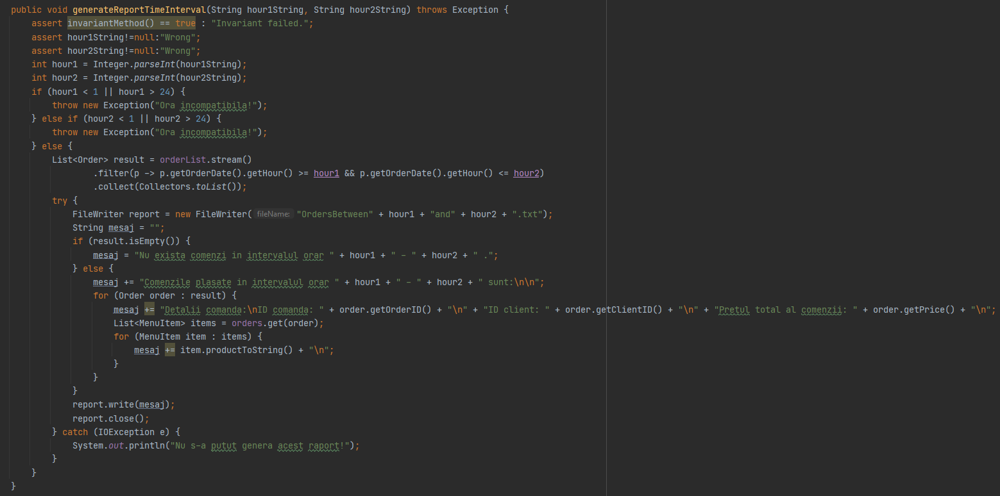 public void generateReportTimeInterval(String hour1String, String hour2String) throws Exception {
    assert invariantMethod() == true : "Invariant failed.";
    assert hour1String!=null:"Wrong";
    assert hour2String!=null:"Wrong";
    int hour1 = Integer.parseInt(hour1String);
    int hour2 = Integer.parseInt(hour2String);
    if (hour1 < 1 || hour1 > 24) {
        throw new Exception("Ora incompatibila!");
    } else if (hour2 < 1 || hour2 > 24) {
        throw new Exception("Ora incompatibila!");
    } else {
        List<Order> result = orderList.stream()
                .filter(p -> p.getOrderDate().getHour() >= hour1 && p.getOrderDate().getHour() <= hour2)
                .collect(Collectors.toList());
        try {
            FileWriter report = new FileWriter( fileName: "OrdersBetween" + hour1 + "and" + hour2 + ".txt");
            String mesaj = "";
            if (result.isEmpty()) {
                mesaj = "Nu exista comenzi in intervalul orar " + hour1 + " - " + hour2 + " .";
            } else {
                mesaj += "Comenzile plasate in intervalul orar " + hour1 + " - " + hour2 + " sunt:\n\n";
                for (Order order : result) {
                    mesaj += "Detalii comanda:\nID comanda: " + order.getOrderID() + "\n" + "ID client: " + order.getClientID() + "\n" + "Pretul total al comenzii: " + order.getPrice() + "\n";
                    List<MenuItem> items = orders.get(order);
                    for (MenuItem item : items) {
                        mesaj += item.productToString() + "\n";
                    }
                }
            }
            report.write(mesaj);
            report.close();
        } catch (IOException e) {
            System.out.println("Nu s-a putut genera acest raport!");
        }
    }
}